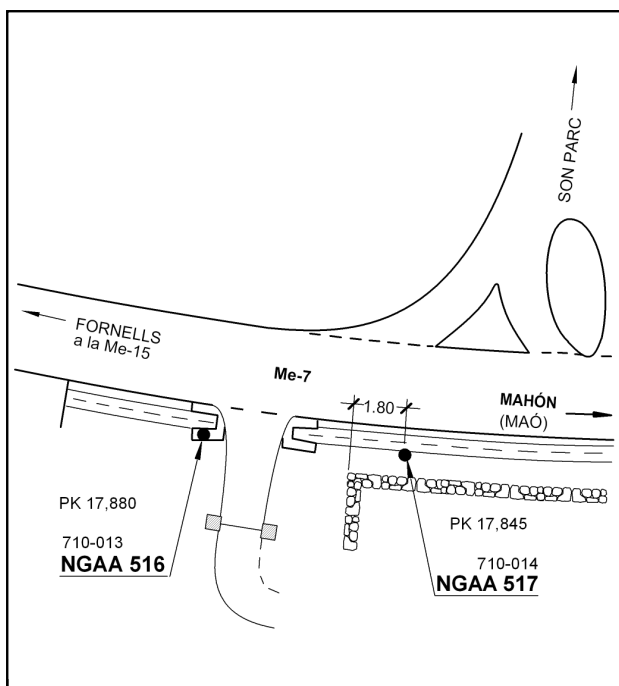 SON PARC
FORNELLS
a la Me-15
Me-7
1.80
MAHÓN
(MAÓ)
PK 17,880
710-013
NGAA 516
PK 17,845
710-014
NGAA 517